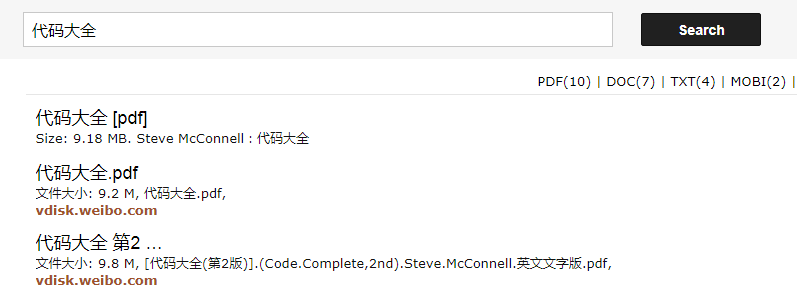 代码大全
Search
PDF(10) | DOC(7) | TXT(4) | MOBI(2) |
代码大全 [pdf]
Size: 9.18 MB. Steve McConnell : 代码大全
代码大全.pdf
文件大小: 9.2 M, 代码大全.pdf,
vdisk.weibo.com
代码大全 第2 ...
文件大小: 9.8 M, [代码大全(第2版)].(Code.Complete,2nd).Steve.McConnell.英文文字版.pdf,
vdisk.weibo.com